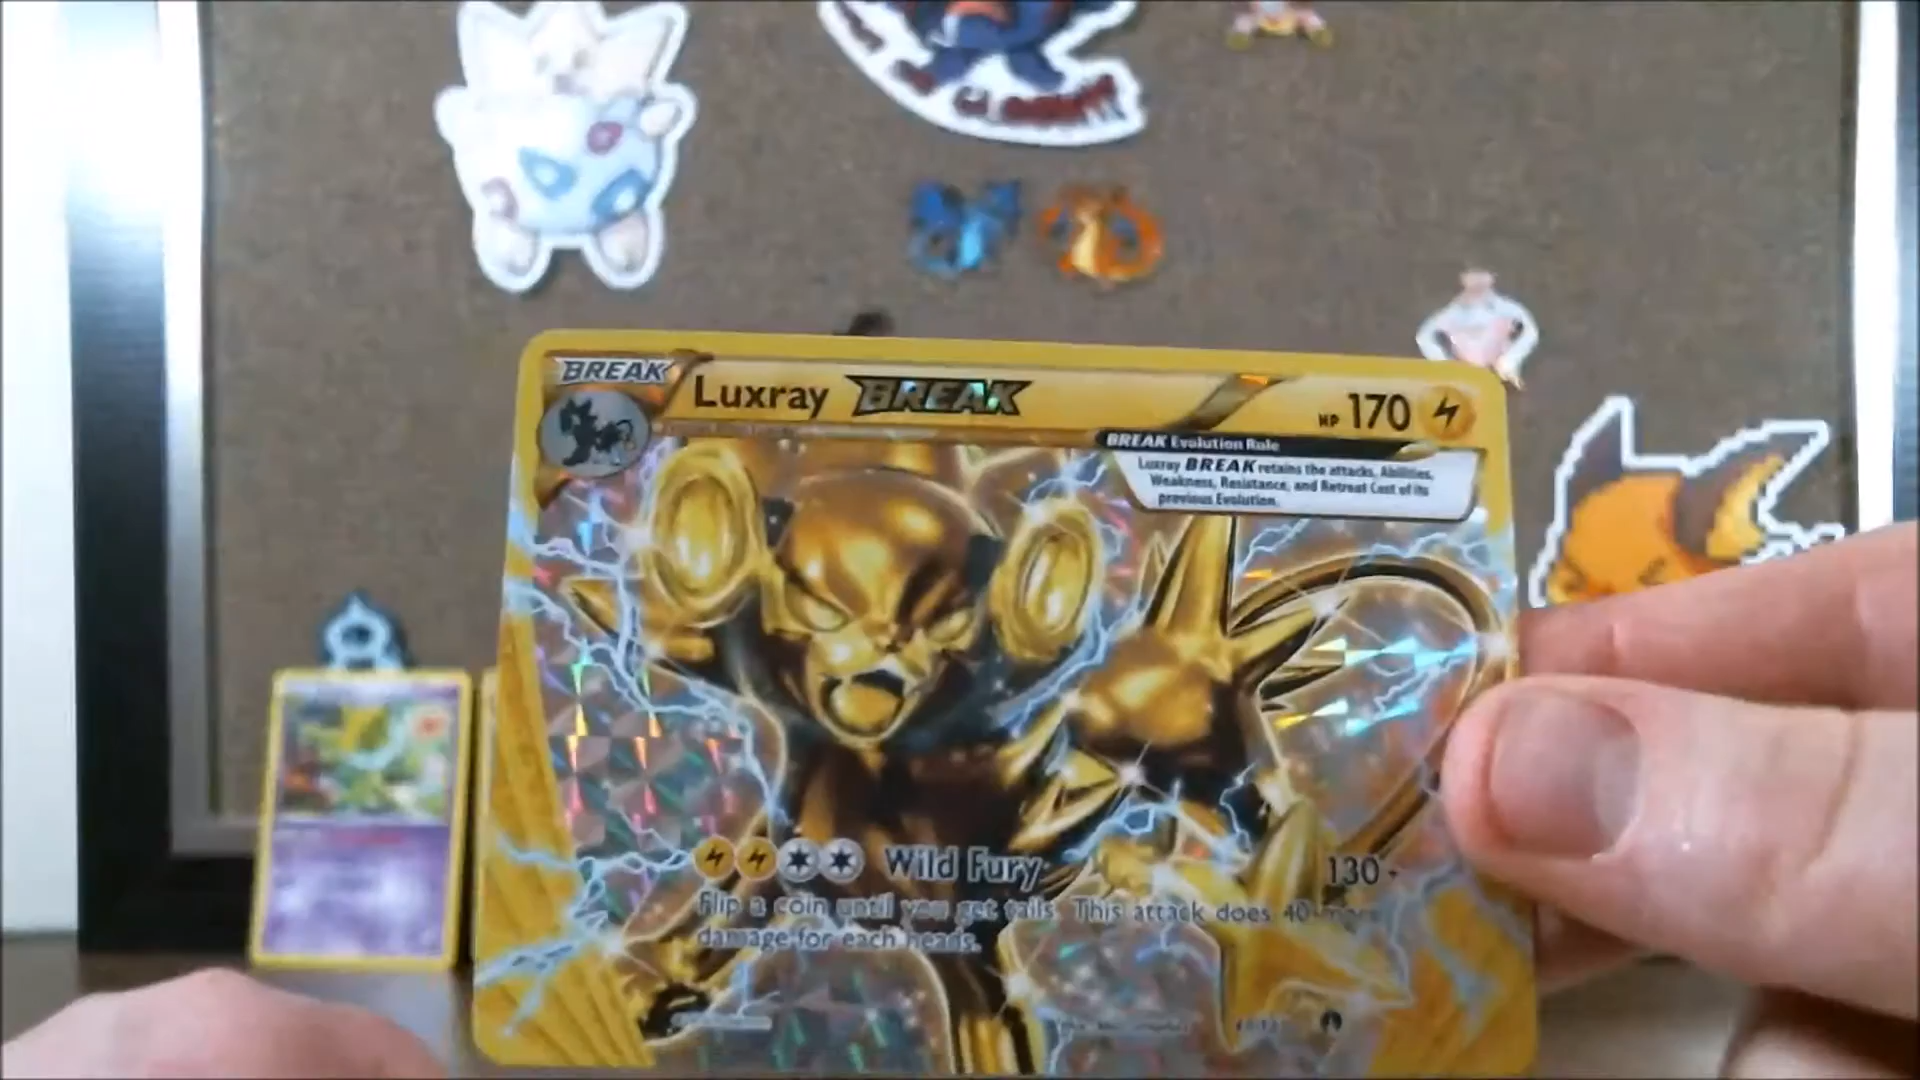 BREAK
Luxray BREAK
HP 170
BREAK Evolution Rule
Luxray BREAK retains the attacks, Abilities,
Weakness, Resistance, and Retreat Cost of its
previous Evolution.
Wild Fury 130+
Flip a coin until you get tails. This attack does 40 more
damage for each heads.